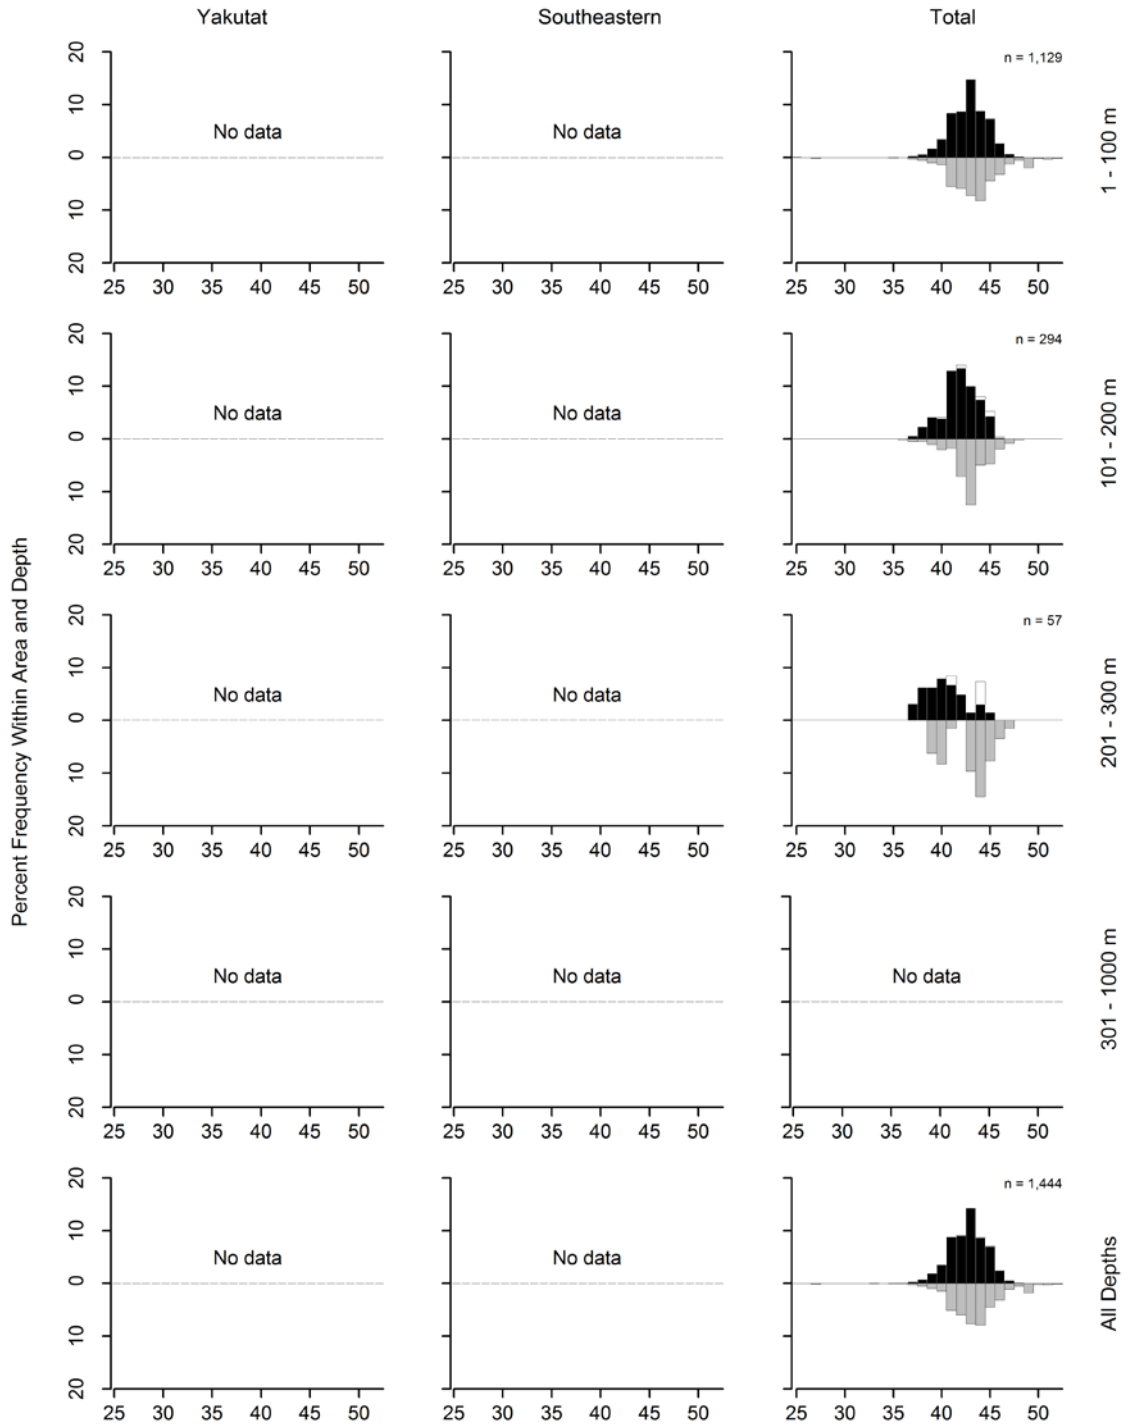 Yakutat Southeastern Total
Percent Frequency Within Area and Depth
20 10 0 10 20
No data
25 30 35 40 45 50
No data
25 30 35 40 45 50
n = 1,129
25 30 35 40 45 50
1 - 100 m
20 10 0 10 20
No data
25 30 35 40 45 50
No data
25 30 35 40 45 50
n = 294
25 30 35 40 45 50
101 - 200 m
20 10 0 10 20
No data
25 30 35 40 45 50
No data
25 30 35 40 45 50
n = 57
25 30 35 40 45 50
201 - 300 m
20 10 0 10 20
No data
25 30 35 40 45 50
No data
25 30 35 40 45 50
No data
25 30 35 40 45 50
301 - 1000 m
20 10 0 10 20
No data
25 30 35 40 45 50
No data
25 30 35 40 45 50
n = 1,444
25 30 35 40 45 50
All Depths